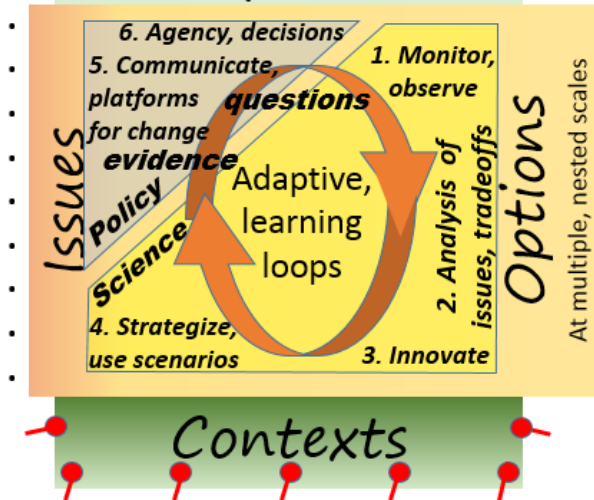 6. Agency, decisions
5. Communicate,
platforms
for change
questions
evidence
Policy
Science
Issues
1. Monitor,
observe
2. Analysis of
issues, tradeoffs
3. Innovate
4. Strategize,
use scenarios
Adaptive,
learning
loops
Options
At multiple, nested scales
Contexts